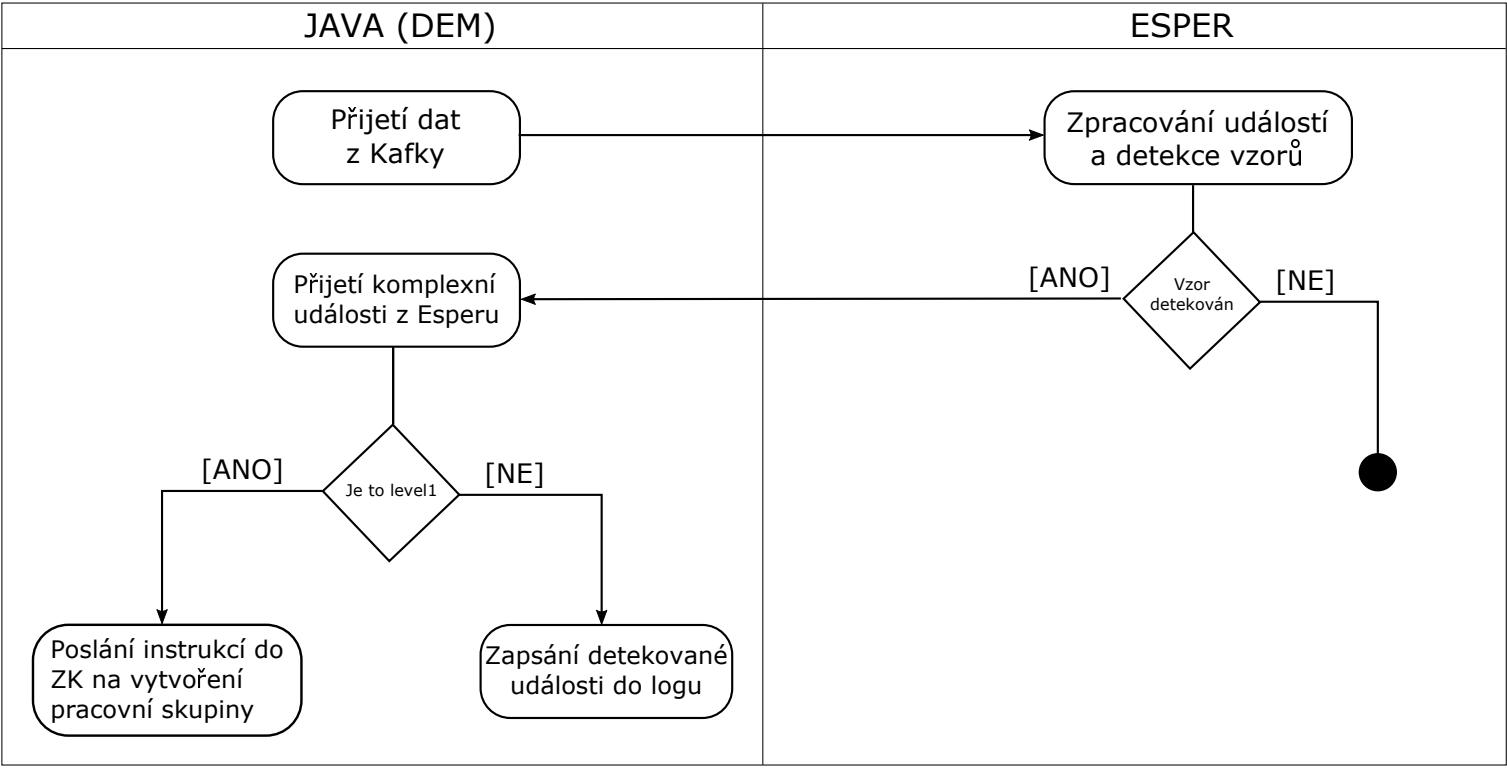 JAVA (DEM)
ESPER
Přijetí dat
z Kafky
Zpracování událostí
a detekce vzorů
Přijetí komplexní
události z Esperu
[ANO]
Vzor
detekován
[NE]
[ANO]
Je to level1
[NE]
Poslání instrukcí do
ZK na vytvoření
pracovní skupiny
Zapsání detekované
události do logu